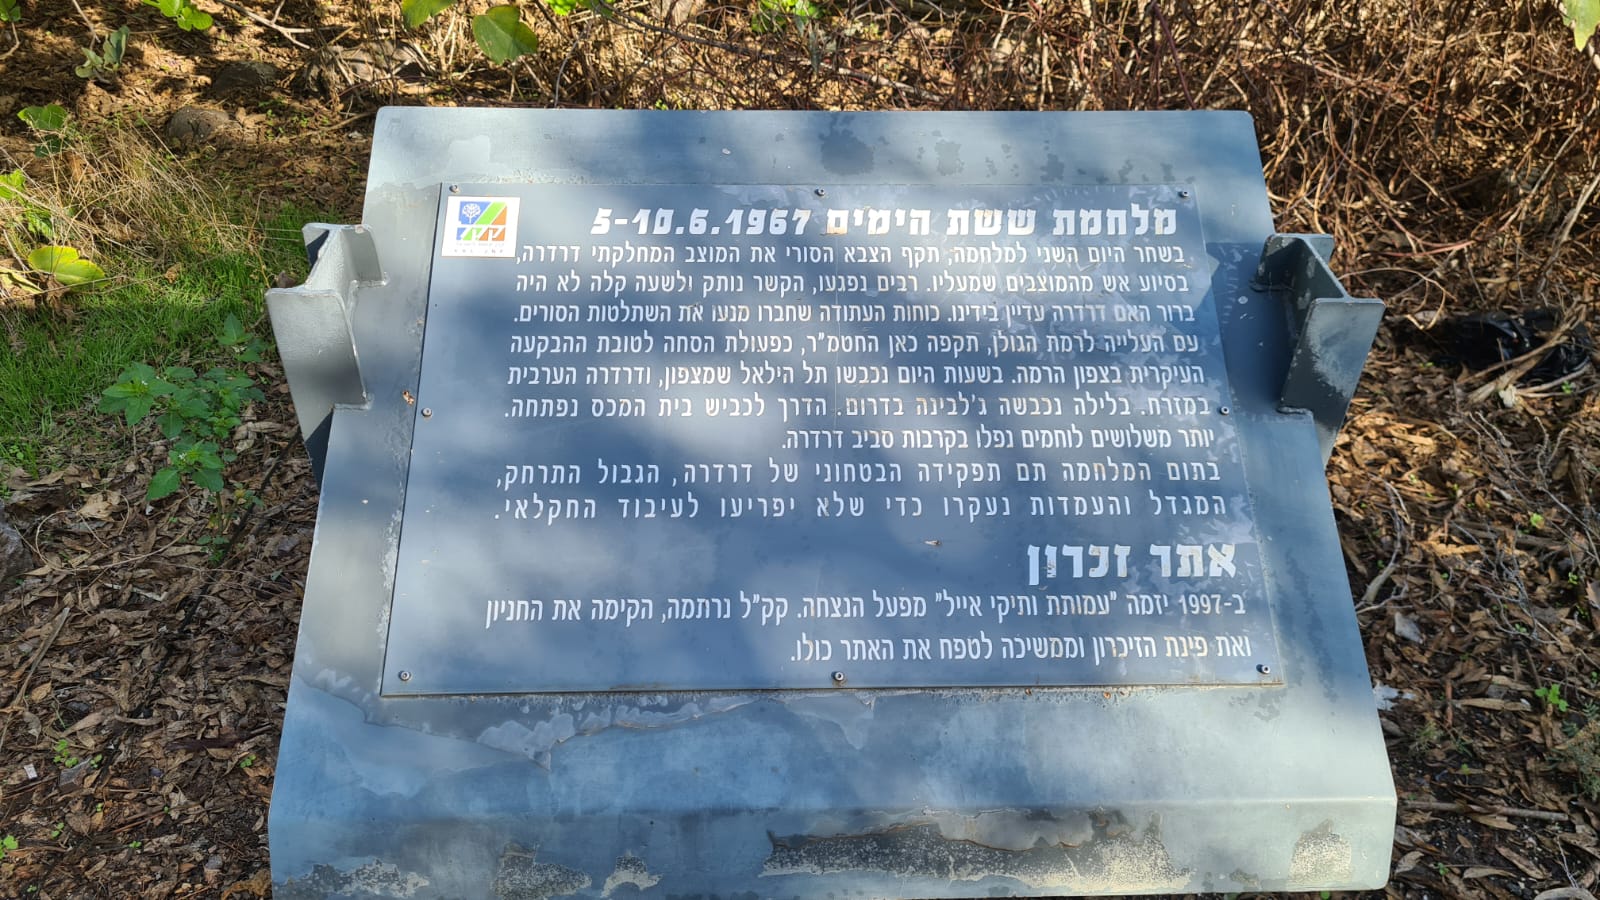 מלחמת ששת הימים 5-10.6.1967
בשחר היום השני למלחמה, תקף הצבא הסורי את המוצב המחלקתי דרדרה,
בסיוע אש מהמוצבים שמעליו. רבים נפגעו, הקשר נותק ולשעה קלה לא היה
ברור האם דרדרה עדיין בידינו. כוחות העתודה שחברו מנעו את השתלטות הסורים.
עם העלייה לרמת הגולן, תקפה כאן החטמ"ר, כפעולת הסחה לטובת ההבקעה
העיקרית בצפון הרמה. בשעות היום נכבשו תל הילאל שמצפון, ודרדרה הערבית
במזרח. בלילה נכבשה ג'לבינה בדרום. הדרך לכביש בית המכס נפתחה.
יותר משלושים לוחמים נפלו בקרבות סביב דרדרה.
בתום המלחמה תם תפקידה הבטחוני של דרדרה, הגבול התרחק,
המגדל והעמדות נעקרו כדי שלא יפריעו לעיבוד החקלאי.
אתר זכרון
ב-1997 יזמה "עמותת ותיקי אייל" מפעל הנצחה. קק"ל נרתמה, הקימה את החניון
ואת פינת הזיכרון וממשיכה לטפח את האתר כולו.